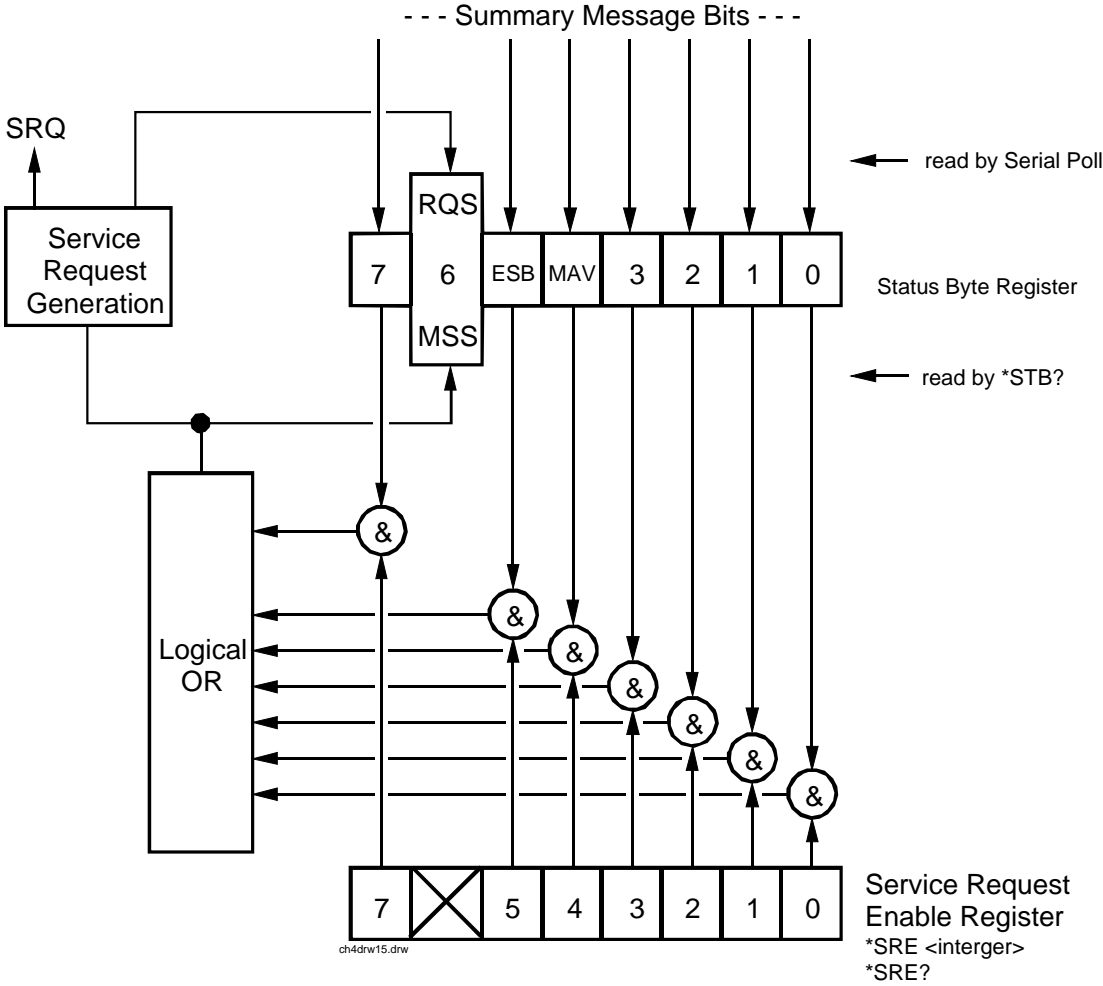 - - - Summary Message Bits - - -
SRQ
read by Serial Poll
RQS
Service
Request
Generation
7 6 ESB MAV 3 2 1 0
Status Byte Register
MSS
read by *STB?
&
&
&
&
&
&
&
Logical
OR
7 5 4 3 2 1 0
Service Request
Enable Register
*SRE <interger>
*SRE?
ch4drw15.drw